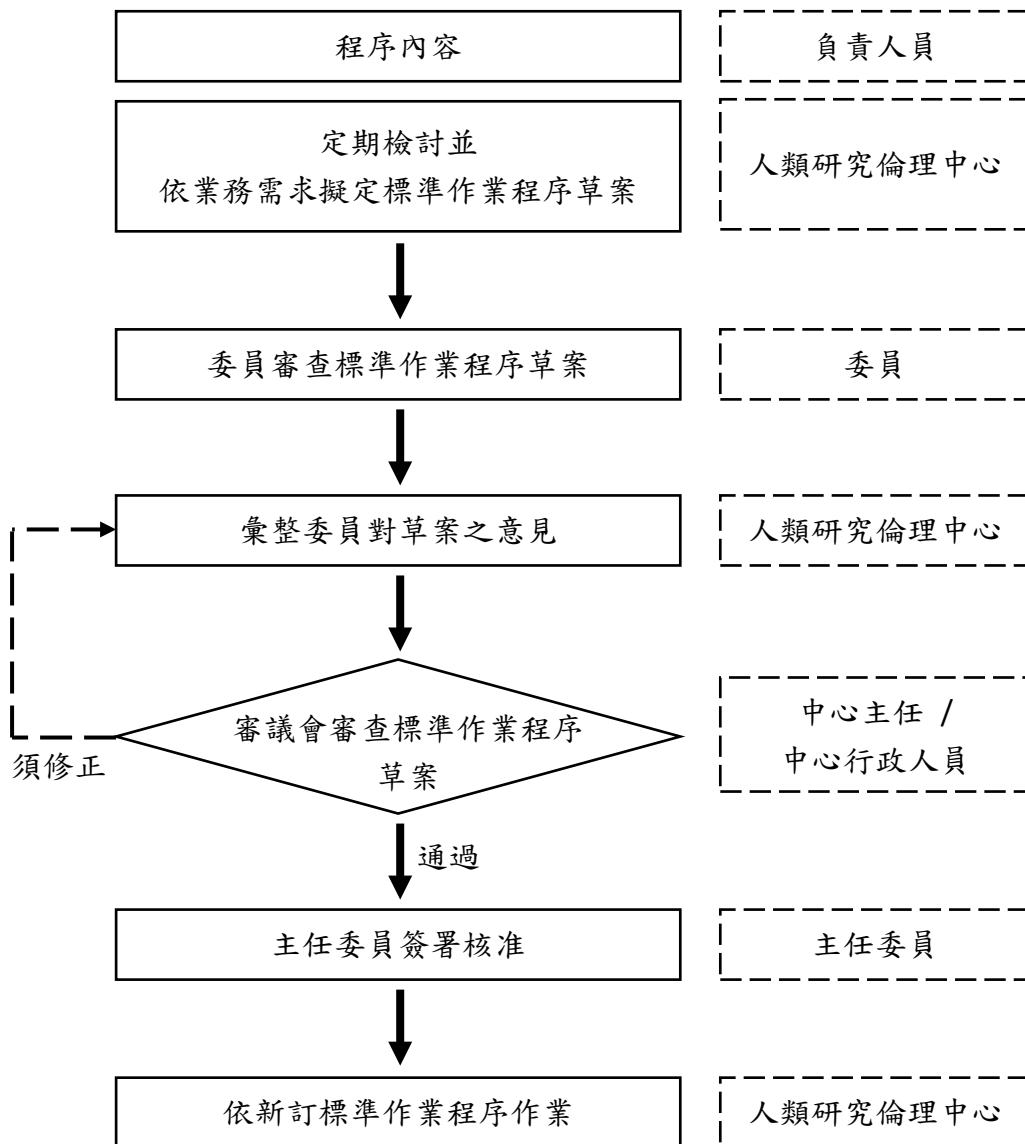 程序內容
負責人員
定期檢討並
依業務需求擬定標準作業程序草案
人類研究倫理中心
委員審查標準作業程序草案
委員
彙整委員對草案之意見
人類研究倫理中心
審議會審查標準作業程序
草案
中心主任 /
中心行政人員
須修正
通過
主任委員簽署核准
主任委員
依新訂標準作業程序作業
人類研究倫理中心